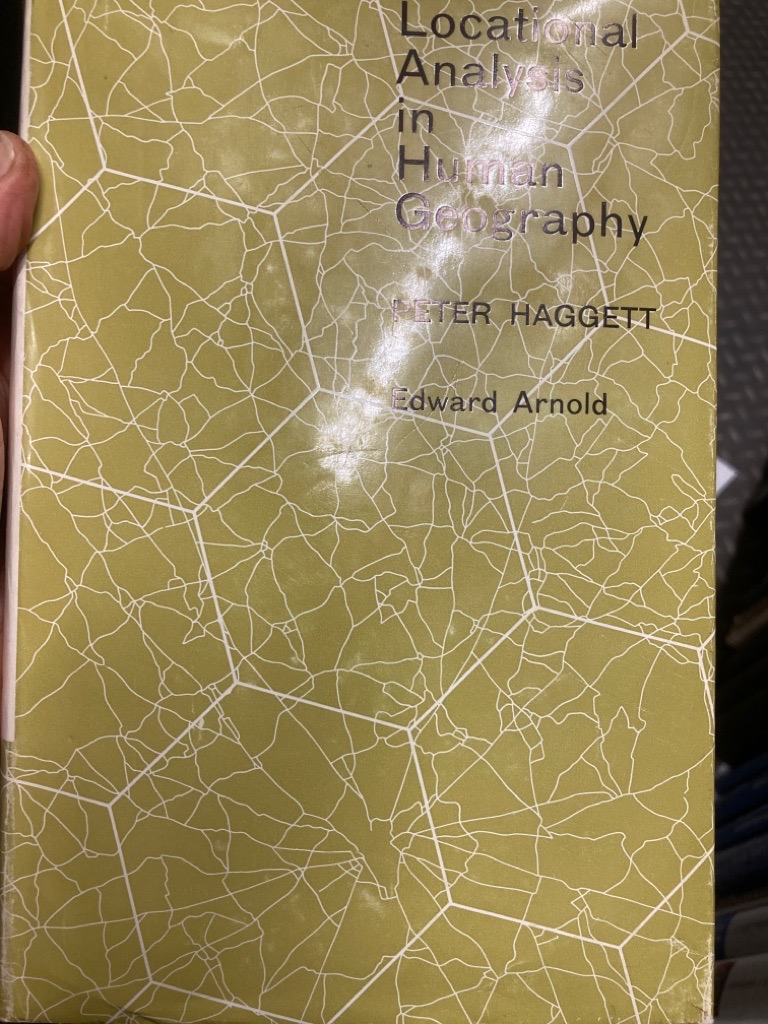 Locational
Analysis
in
Human
Geography
PETER HAGGETT
Edward Arnold